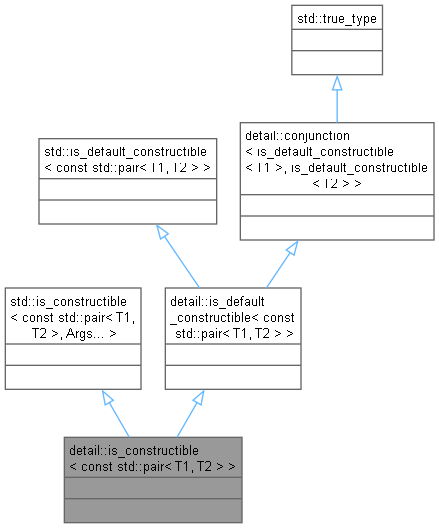 std::true_type
std::is_default_constructible
< const std::pair< T1, T2 > >
detail::conjunction
< is_default_constructible
< T1 >, is_default_constructible
< T2 > >
std::is_constructible
< const std::pair< T1,
T2 >, Args... >
detail::is_default
_constructible< const
std::pair< T1, T2 > >
detail::is_constructible
< const std::pair< T1, T2 > >